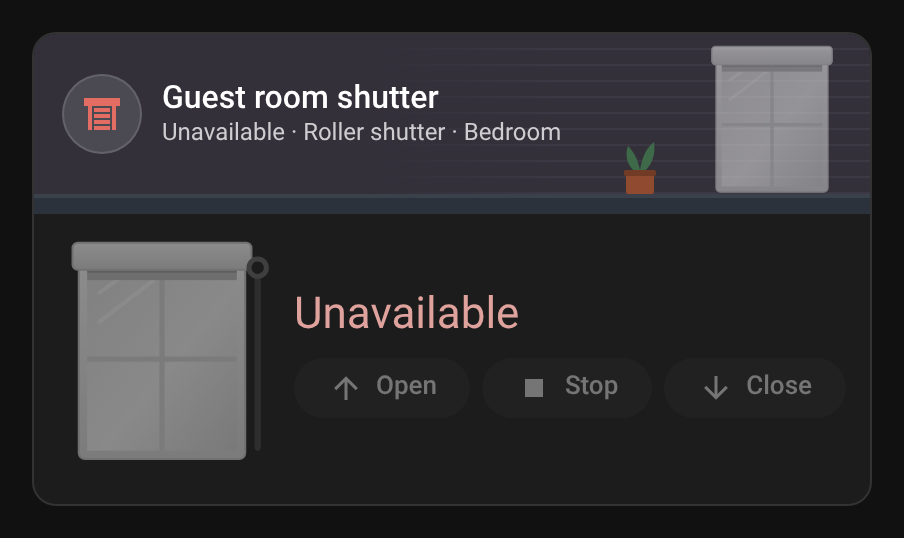 Guest room shutter
Unavailable · Roller shutter · Bedroom
Unavailable
Open Stop Close